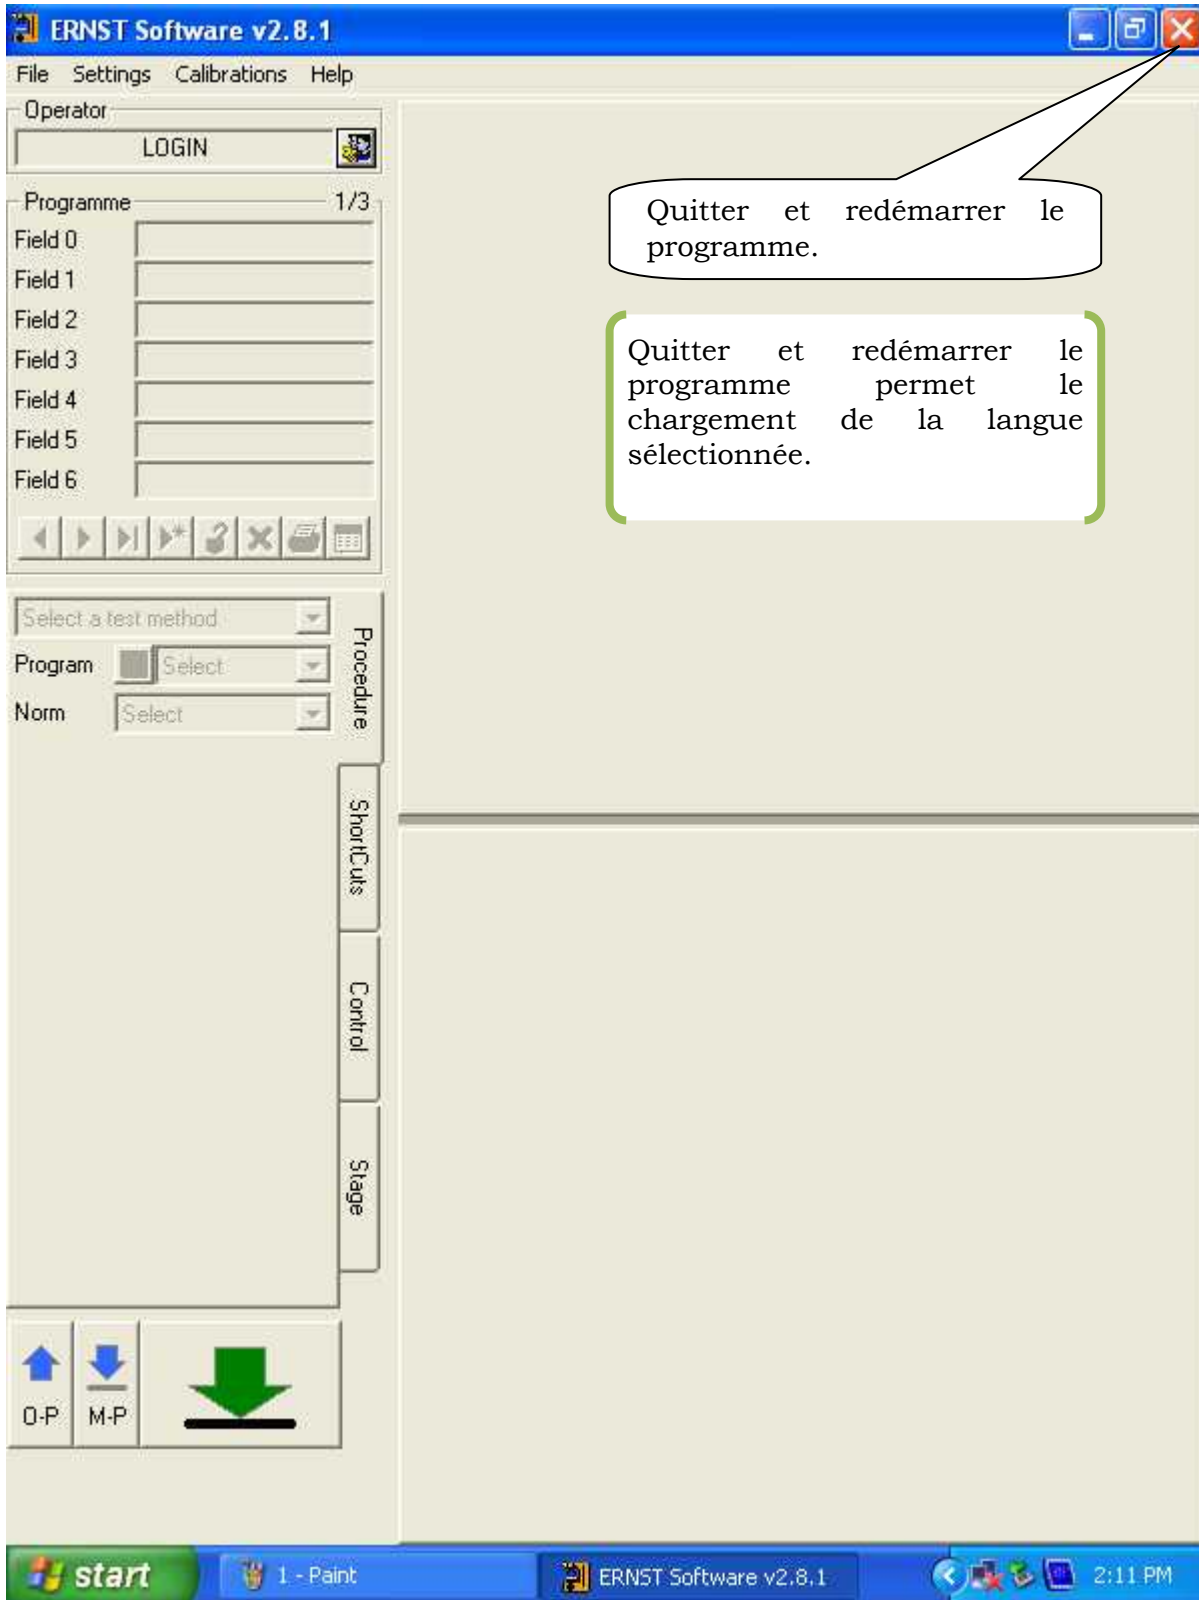 ERNST Software v2.8.1
File Settings Calibrations Help
Operator
LOGIN
Programme 1/3
Field 0
Field 1
Field 2
Field 3
Field 4
Field 5
Field 6
Quitter et redémarrer le
programme.
Quitter et redémarrer le
programme permet le
chargement de la langue
sélectionnée.
Select a test method
Program Select
Norm Select
Procedure
ShortCuts
Control
Stage
O-P M-P
start 1 - Paint ERNST Software v2.8.1 2:11 PM